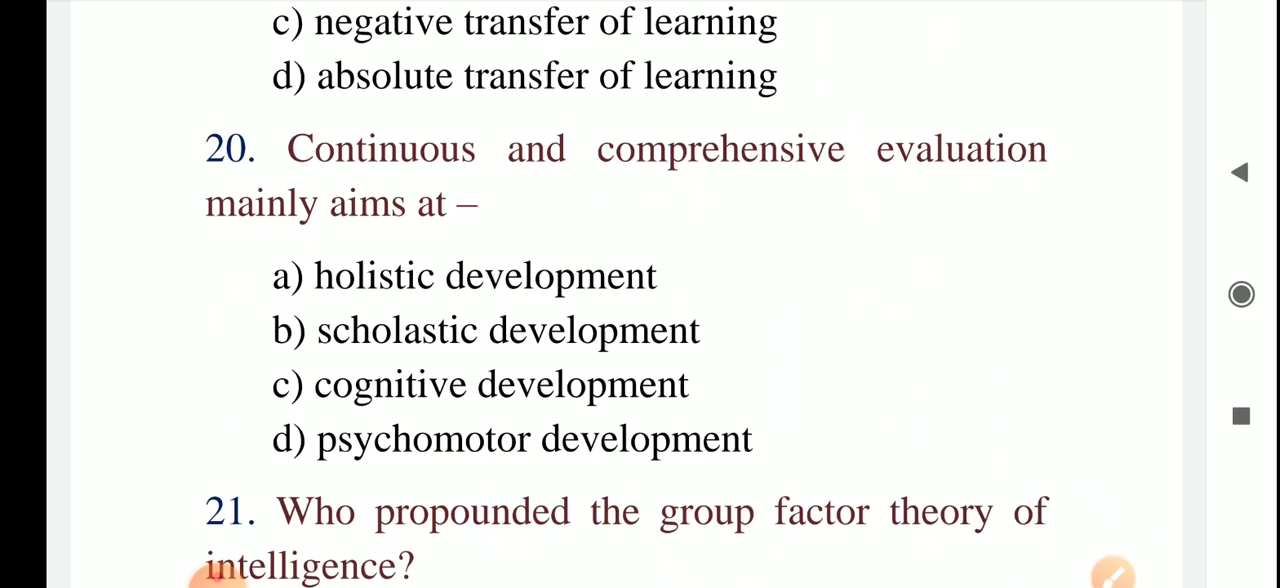 c) negative transfer of learning
d) absolute transfer of learning
20. Continuous and comprehensive evaluation
mainly aims at –
a) holistic development
b) scholastic development
c) cognitive development
d) psychomotor development
21. Who propounded the group factor theory of
intelligence?